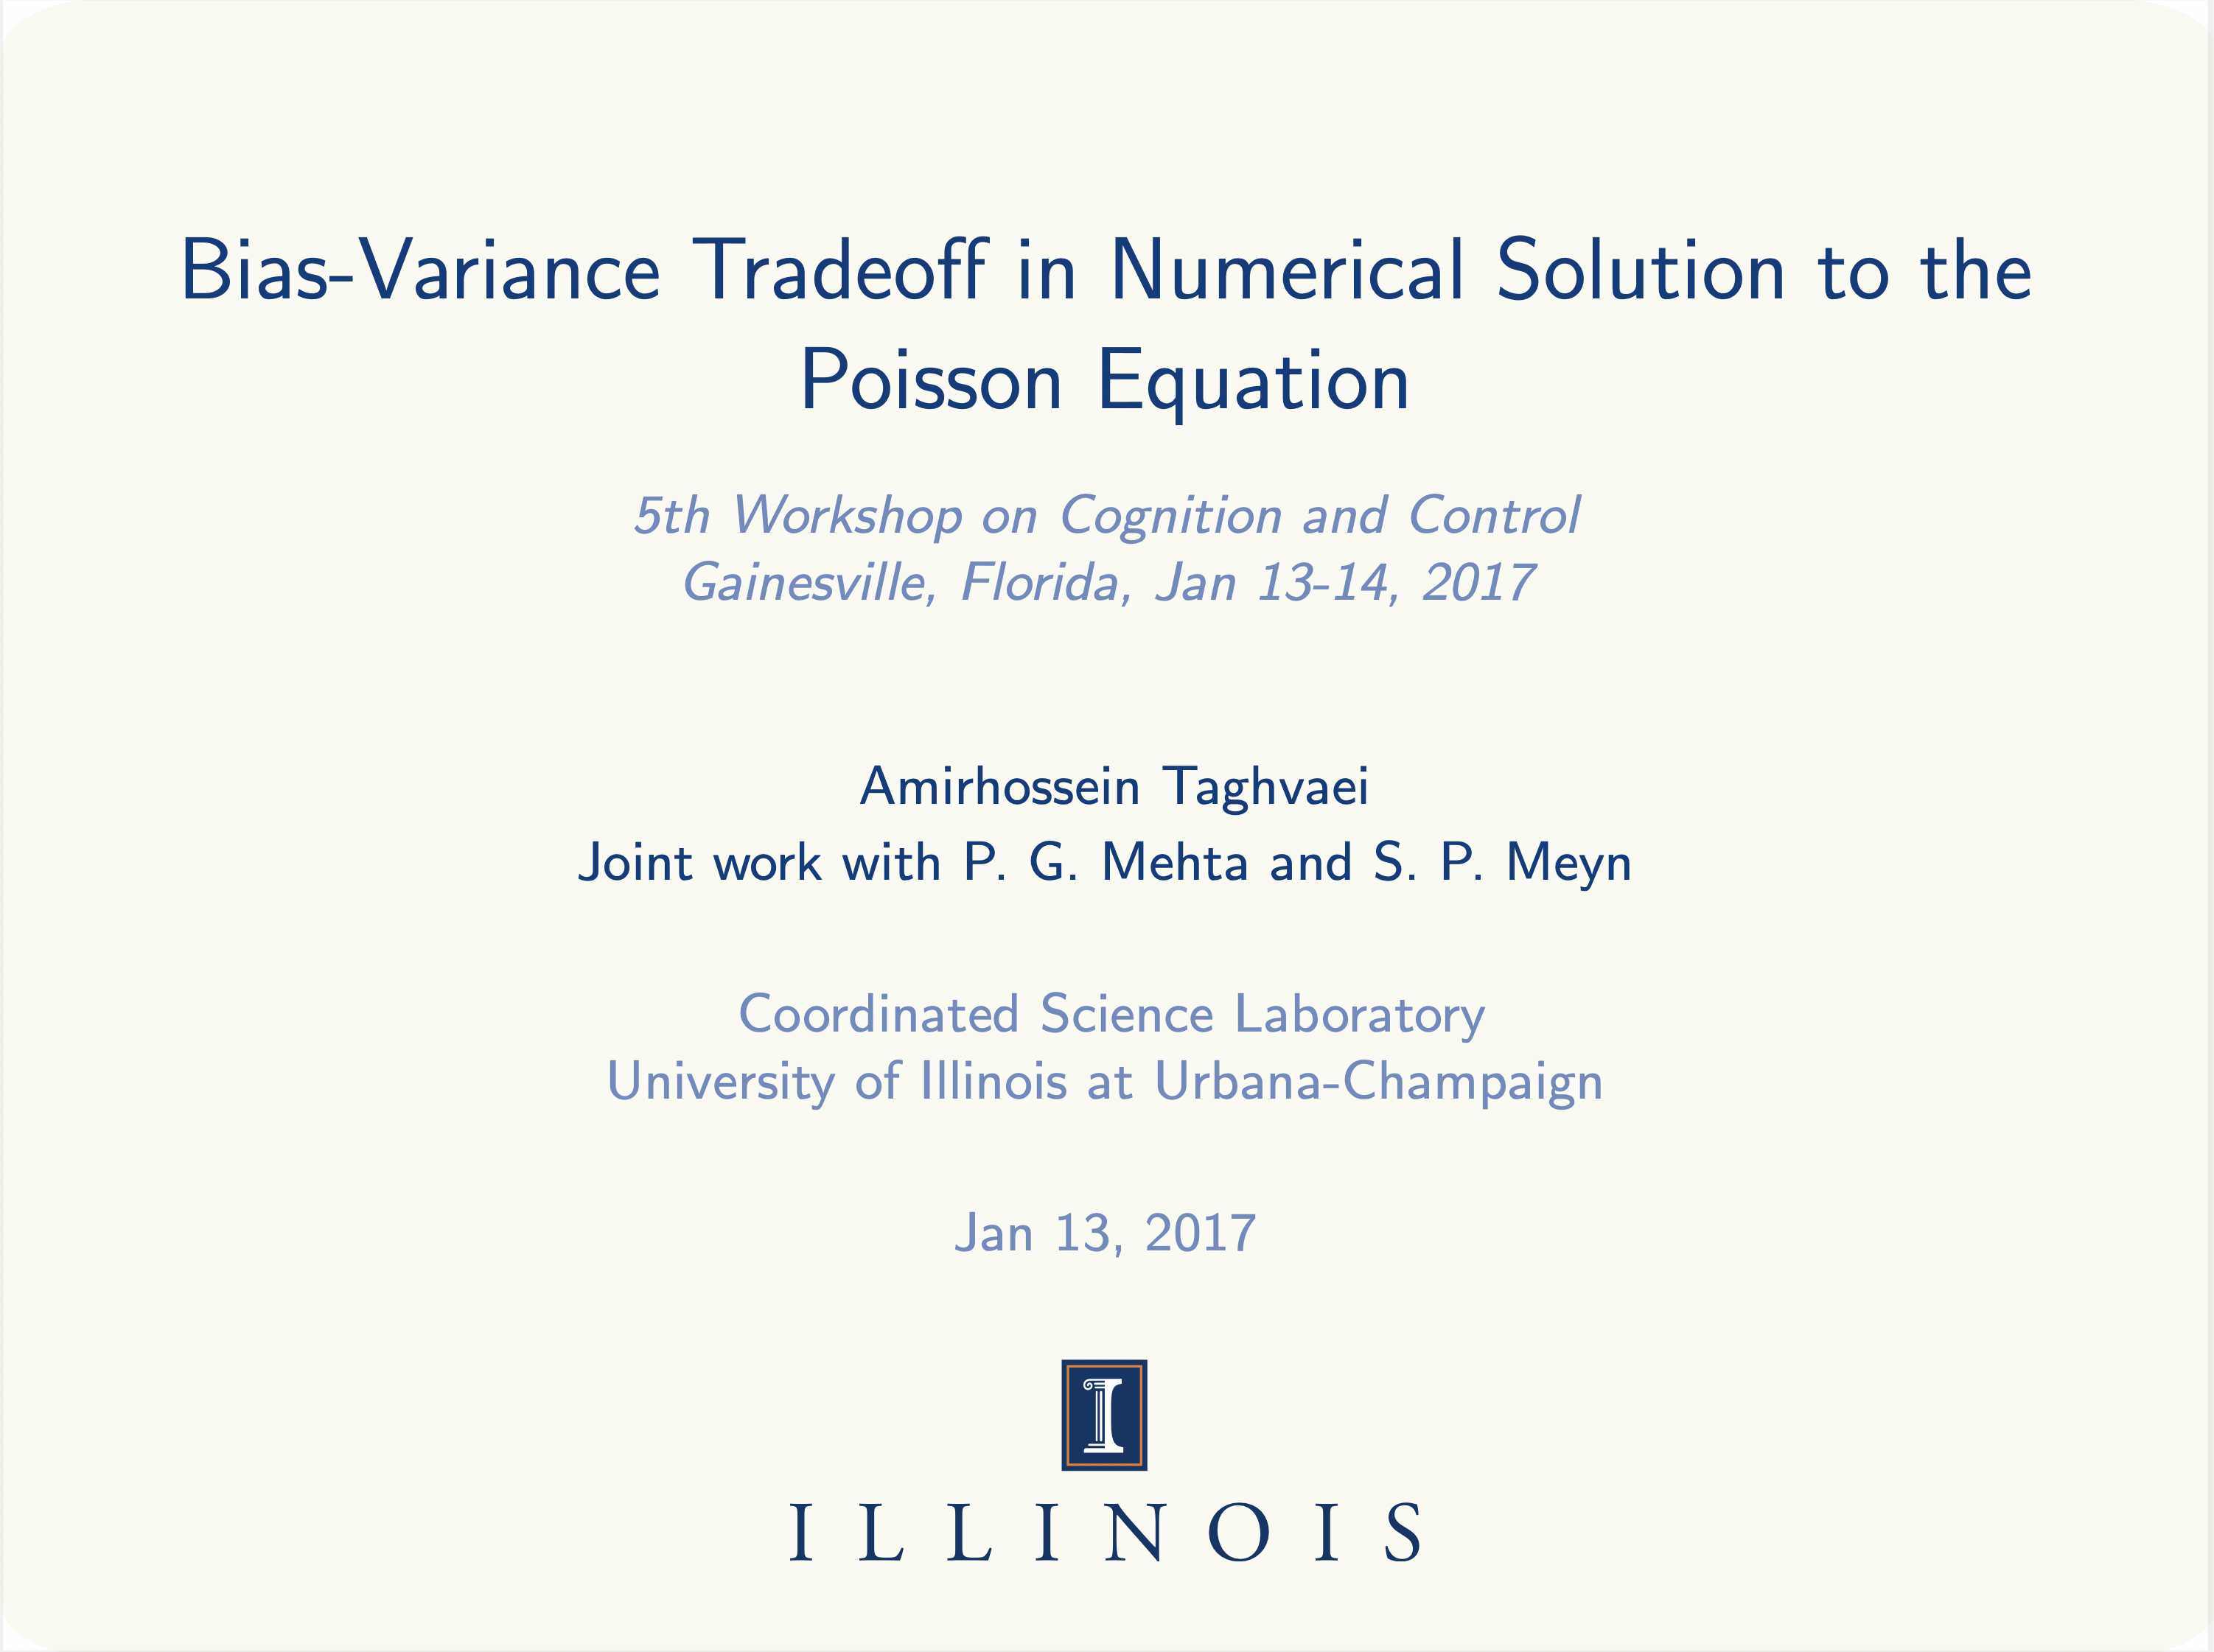 Bias-Variance Tradeoff in Numerical Solution to the
Poisson Equation
5th Workshop on Cognition and Control
Gainesville, Florida, Jan 13-14, 2017
Amirhossein Taghvaei
Joint work with P. G. Mehta and S. P. Meyn
Coordinated Science Laboratory
University of Illinois at Urbana-Champaign
Jan 13, 2017
I
ILLINOIS